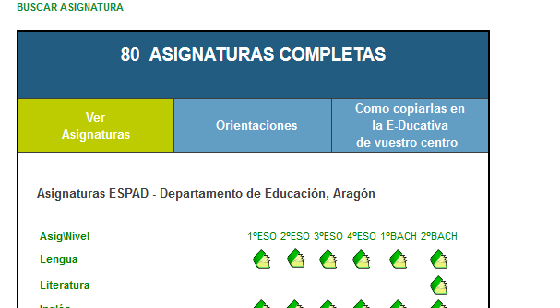 BUSCAR ASIGNATURA
80 ASIGNATURAS COMPLETAS
Ver
Asignaturas
Orientaciones
Como copiarlas en
la E-Ducativa
de vuestro centro
Asignaturas ESPAD - Departamento de Educación, Aragón
Asig\Nivel 1ºESO 2ºESO 3ºESO 4ºESO 1ºBACH 2ºBACH
Lengua
Literatura
Inglés